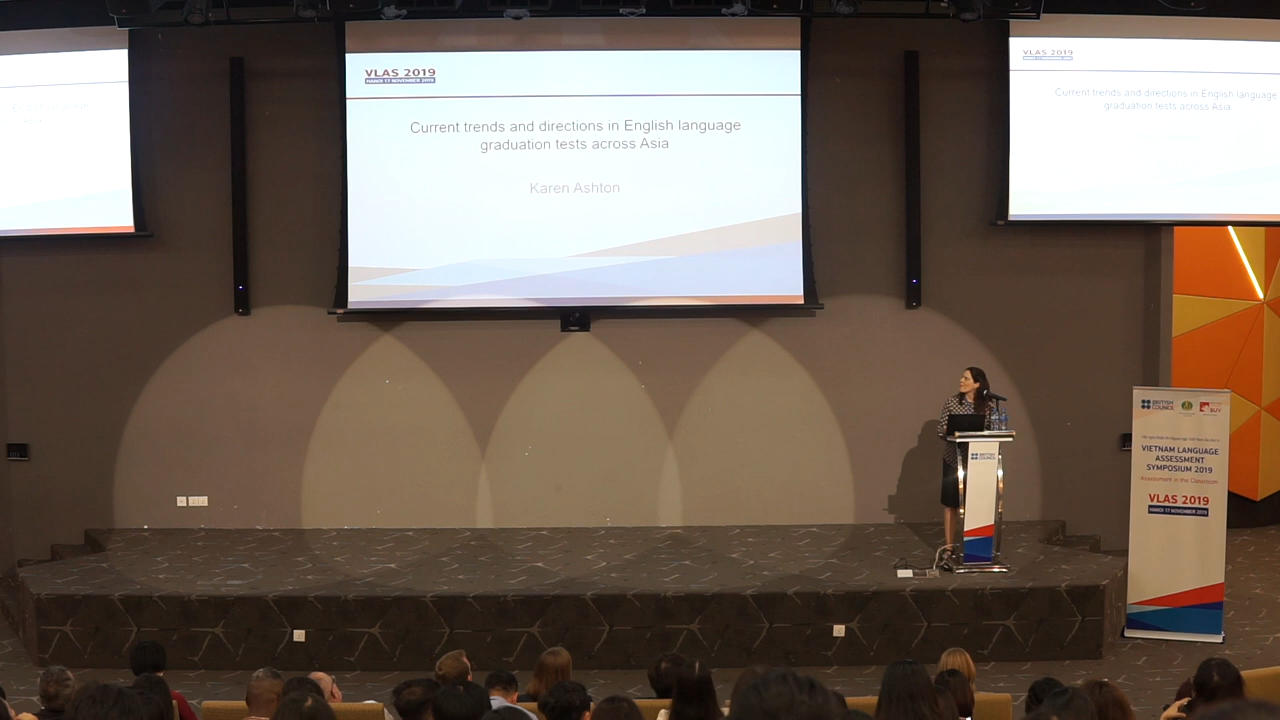 VLAS 2019
HANOI 17 NOVEMBER 2019
Current trends and directions in English language
graduation tests across Asia
Karen Ashton
VLAS 2019
Current trends and directions in English language
graduation tests across Asia
BRITISH
COUNCIL
BRITISH
COUNCIL
SUV
VIETNAM LANGUAGE
ASSESSMENT
SYMPOSIUM 2019
Assessment in the Classroom
VLAS 2019
HANOI 17 NOVEMBER 2019